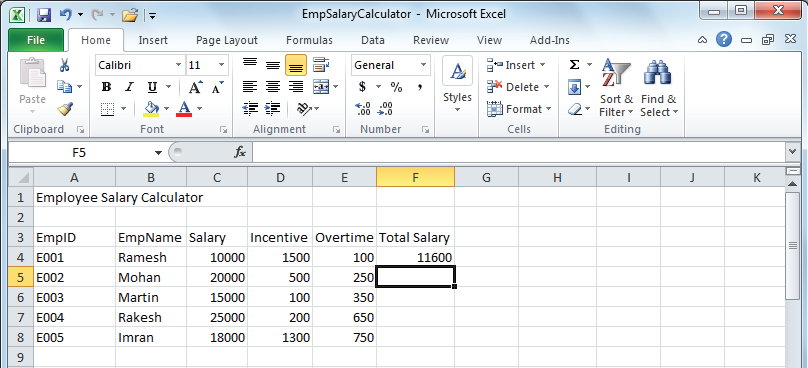 EmpSalaryCalculator - Microsoft Excel
File Home Insert Page Layout Formulas Data Review View Add-Ins
Calibri 11 General Insert Σ
Paste B I U A A $ % , Styles Delete Sort & Filter Find & Select
A .00 .0 Format
Clipboard Font Alignment Number Cells Editing
F5 fx
A B C D E F G H I J K
1 Employee Salary Calculator
2
3 EmpID EmpName Salary Incentive Overtime Total Salary
4 E001 Ramesh 10000 1500 100 11600
5 E002 Mohan 20000 500 250
6 E003 Martin 15000 100 350
7 E004 Rakesh 25000 200 650
8 E005 Imran 18000 1300 750
9